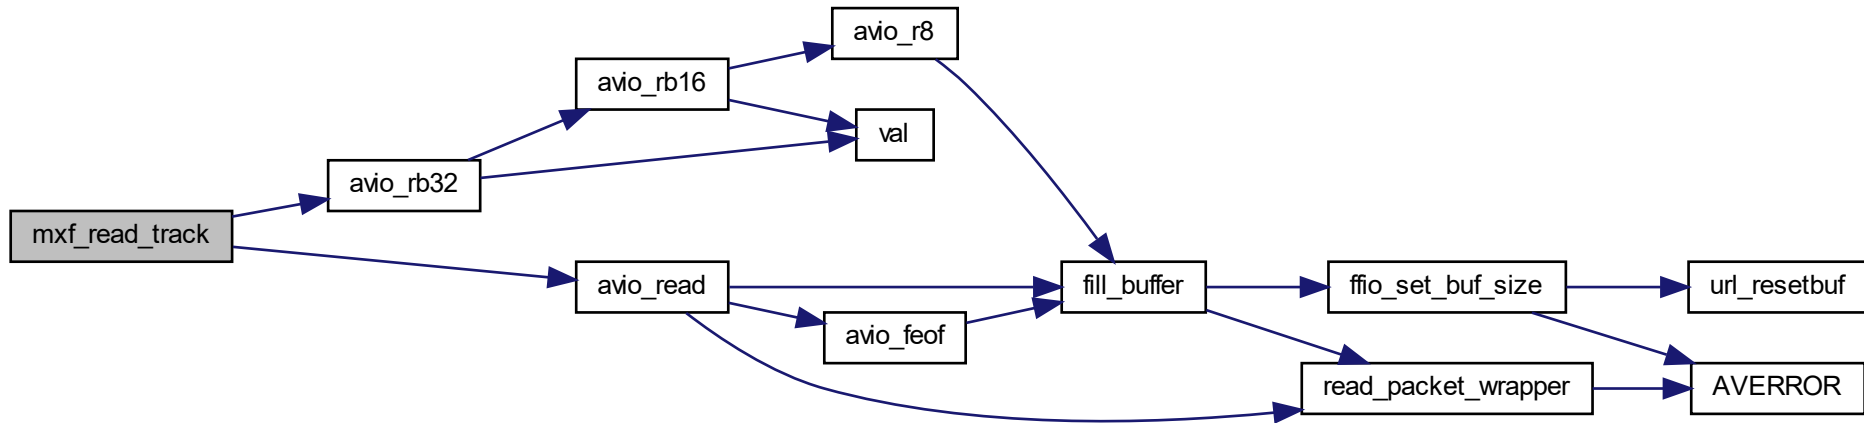 avio_r8
avio_rb16
val
avio_rb32
mxf_read_track
avio_read
fill_buffer
ffio_set_buf_size
url_resetbuf
avio_feof
read_packet_wrapper
AVERROR